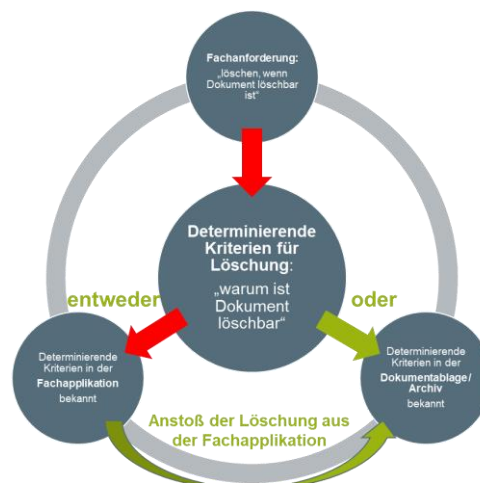 Fachanforderung:
„löschen, wenn
Dokument löschbar
ist“
Determinierende
Kriterien für
Löschung:
„warum ist
Dokument
löschbar“
entweder
oder
Determinierende
Kriterien in der
Fachapplikation
bekannt
Determinierende
Kriterien in der
Dokumentablage/
Archiv
bekannt
Anstoß der Löschung aus
der Fachapplikation